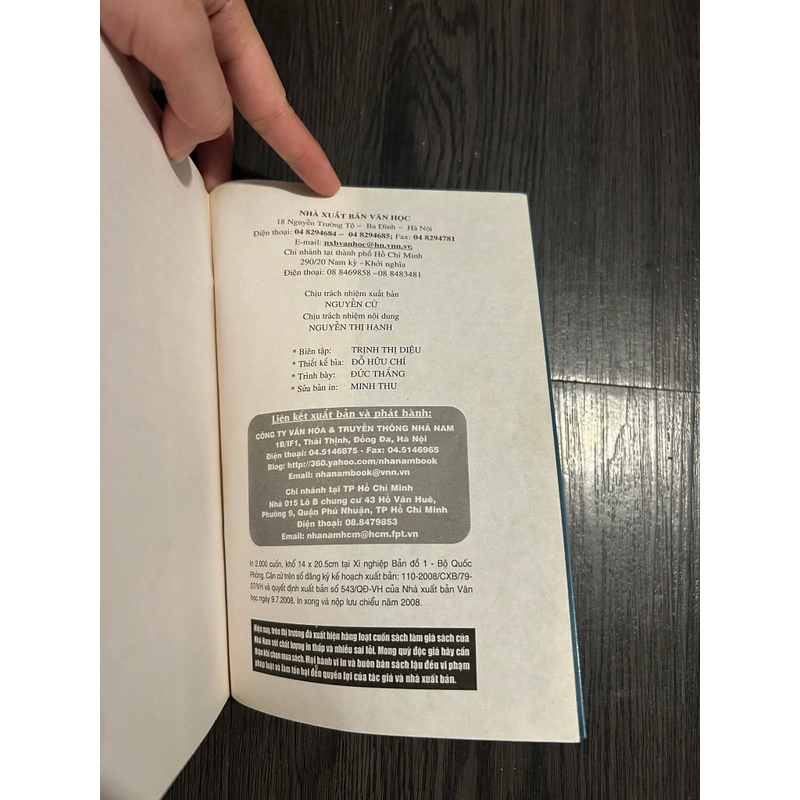 NHÀ XUẤT BẢN VĂN HỌC
18 Nguyễn Trường Tộ – Ba Đình – Hà Nội
Điện thoại: 04 8294684 – 04 8294685; Fax: 04 8294781
E-mail: nxbvanhoc@hn.vnn.vn
Chi nhánh tại thành phố Hồ Chí Minh
290/20 Nam kỳ –Khởi nghĩa
Điện thoại: 08 8469858 –08 8483481
Chịu trách nhiệm xuất bản
NGUYỄN CỪ
Chịu trách nhiệm nội dung
NGUYỄN THỊ HẠNH
* Biên tập: TRỊNH THỊ DIỆU
* Thiết kế bìa: ĐỖ HỮU CHÍ
* Trình bày: ĐỨC THẮNG
* Sửa bản in: MINH THU
Liên kết xuất bản và phát hành:
CÔNG TY VĂN HÓA & TRUYỀN THÔNG NHÃ NAM
1B/IF1, Thái Thịnh, Đống Đa, Hà Nội
Điện thoại: 04.5146875 - Fax: 04.5146965
Blog: http://360.yahoo.com/nhanambook
Email: nhanambook@vnn.vn
Chi nhánh tại TP Hồ Chí Minh
Nhà 015 Lô B chung cư 43 Hồ Văn Huê,
Phường 9, Quận Phú Nhuận, TP Hồ Chí Minh
Điện thoại: 08.8479853
Email: nhanamhcm@hcm.fpt.vn
In 2.000 cuốn, khổ 14 x 20.5cm tại Xí nghiệp Bản đồ 1 - Bộ Quốc
Phòng. Căn cứ trên số đăng ký kế hoạch xuất bản: 110-2008/CXB/79-
07/VH và quyết định xuất bản số 543/QĐ-VH của Nhà xuất bản Văn
học ngày 9.7.2008. In xong và nộp lưu chiểu năm 2008.
Hiện nay, trên thị trường đã xuất hiện hàng loạt cuốn sách làm giả sách của
Nhã Nam với chất lượng in thấp và nhiều sai lỗi. Mong quý độc giả hãy cẩn
thận khi chọn mua sách. Mọi hành vi in và buôn bán sách lậu đều vi phạm
pháp luật và làm tổn hại đến quyền lợi của tác giả và nhà xuất bản.